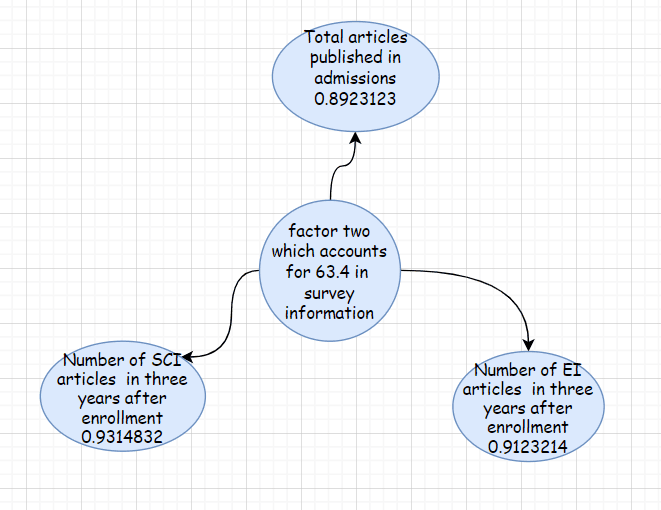 Total articles
published in
admissions
0.8923123
factor two
which accounts
for 63.4 in
survey
information
Number of SCI
articles  in three
years after
enrollment
0.9314832
Number of EI
articles  in three
years after
enrollment
0.9123214